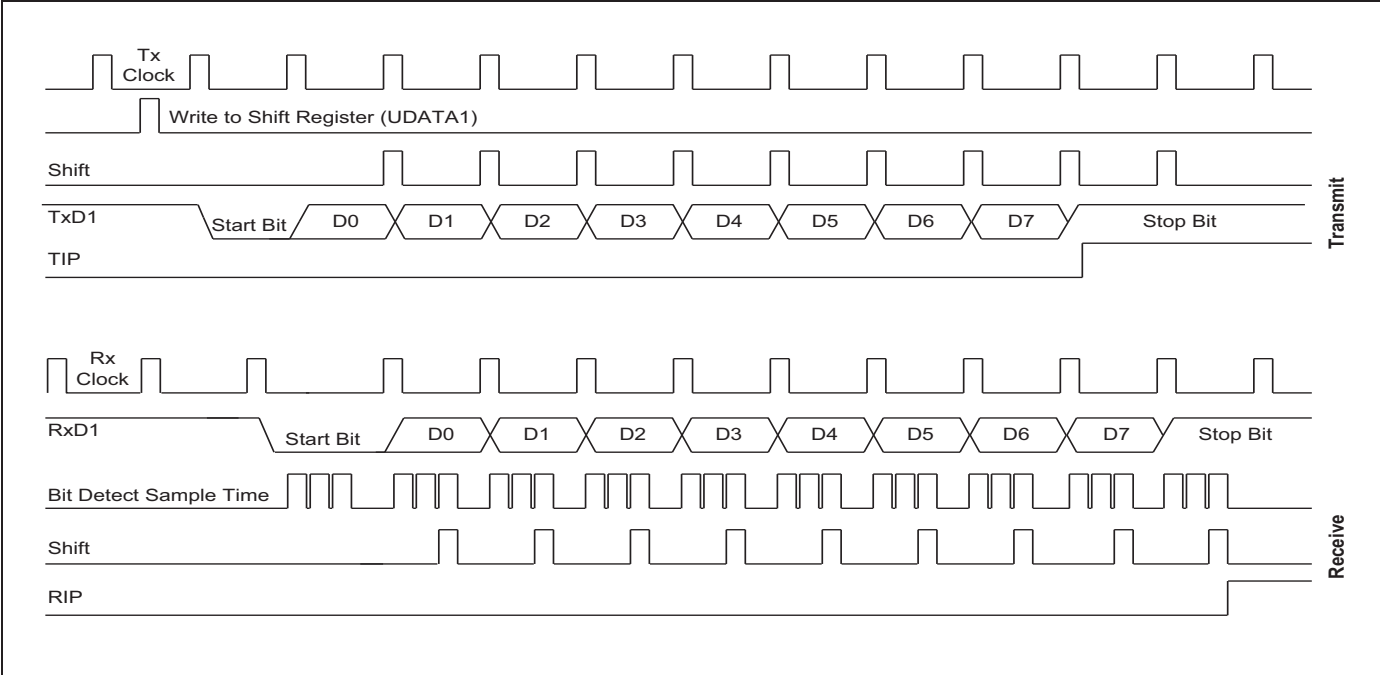 Tx
Clock
Write to Shift Register (UDATA1)
Shift
TxD1
Start Bit
D0
D1
D2
D3
D4
D5
D6
D7
Stop Bit
TIP
Transmit
Rx
Clock
RxD1
Start Bit
D0
D1
D2
D3
D4
D5
D6
D7
Stop Bit
Bit Detect Sample Time
Shift
RIP
Receive